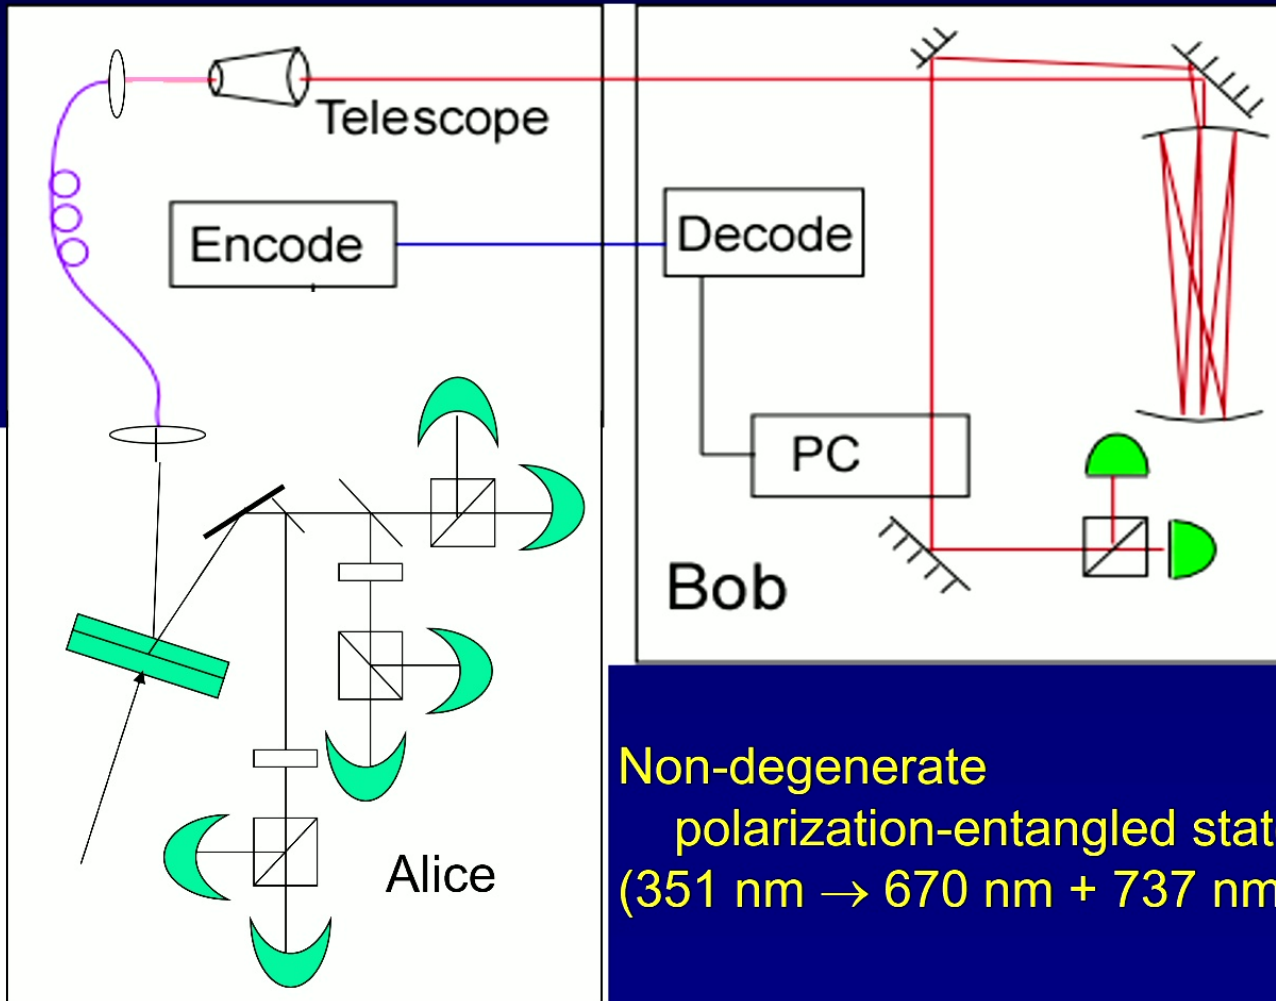 Telescope
Encode
Decode
PC
Bob
Alice
Non-degenerate
polarization-entangled stat
(351 nm → 670 nm + 737 nm